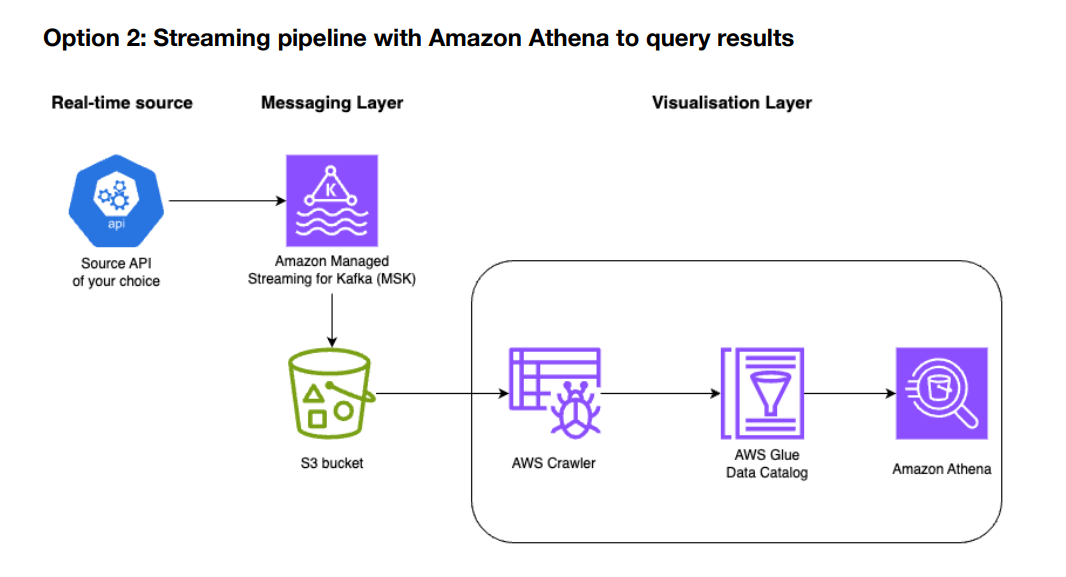 Option 2: Streaming pipeline with Amazon Athena to query results
Real-time source
Messaging Layer
Visualisation Layer
api
K
Source API
of your choice
Amazon Managed
Streaming for Kafka (MSK)
S3 bucket
AWS Crawler
AWS Glue
Data Catalog
Amazon Athena